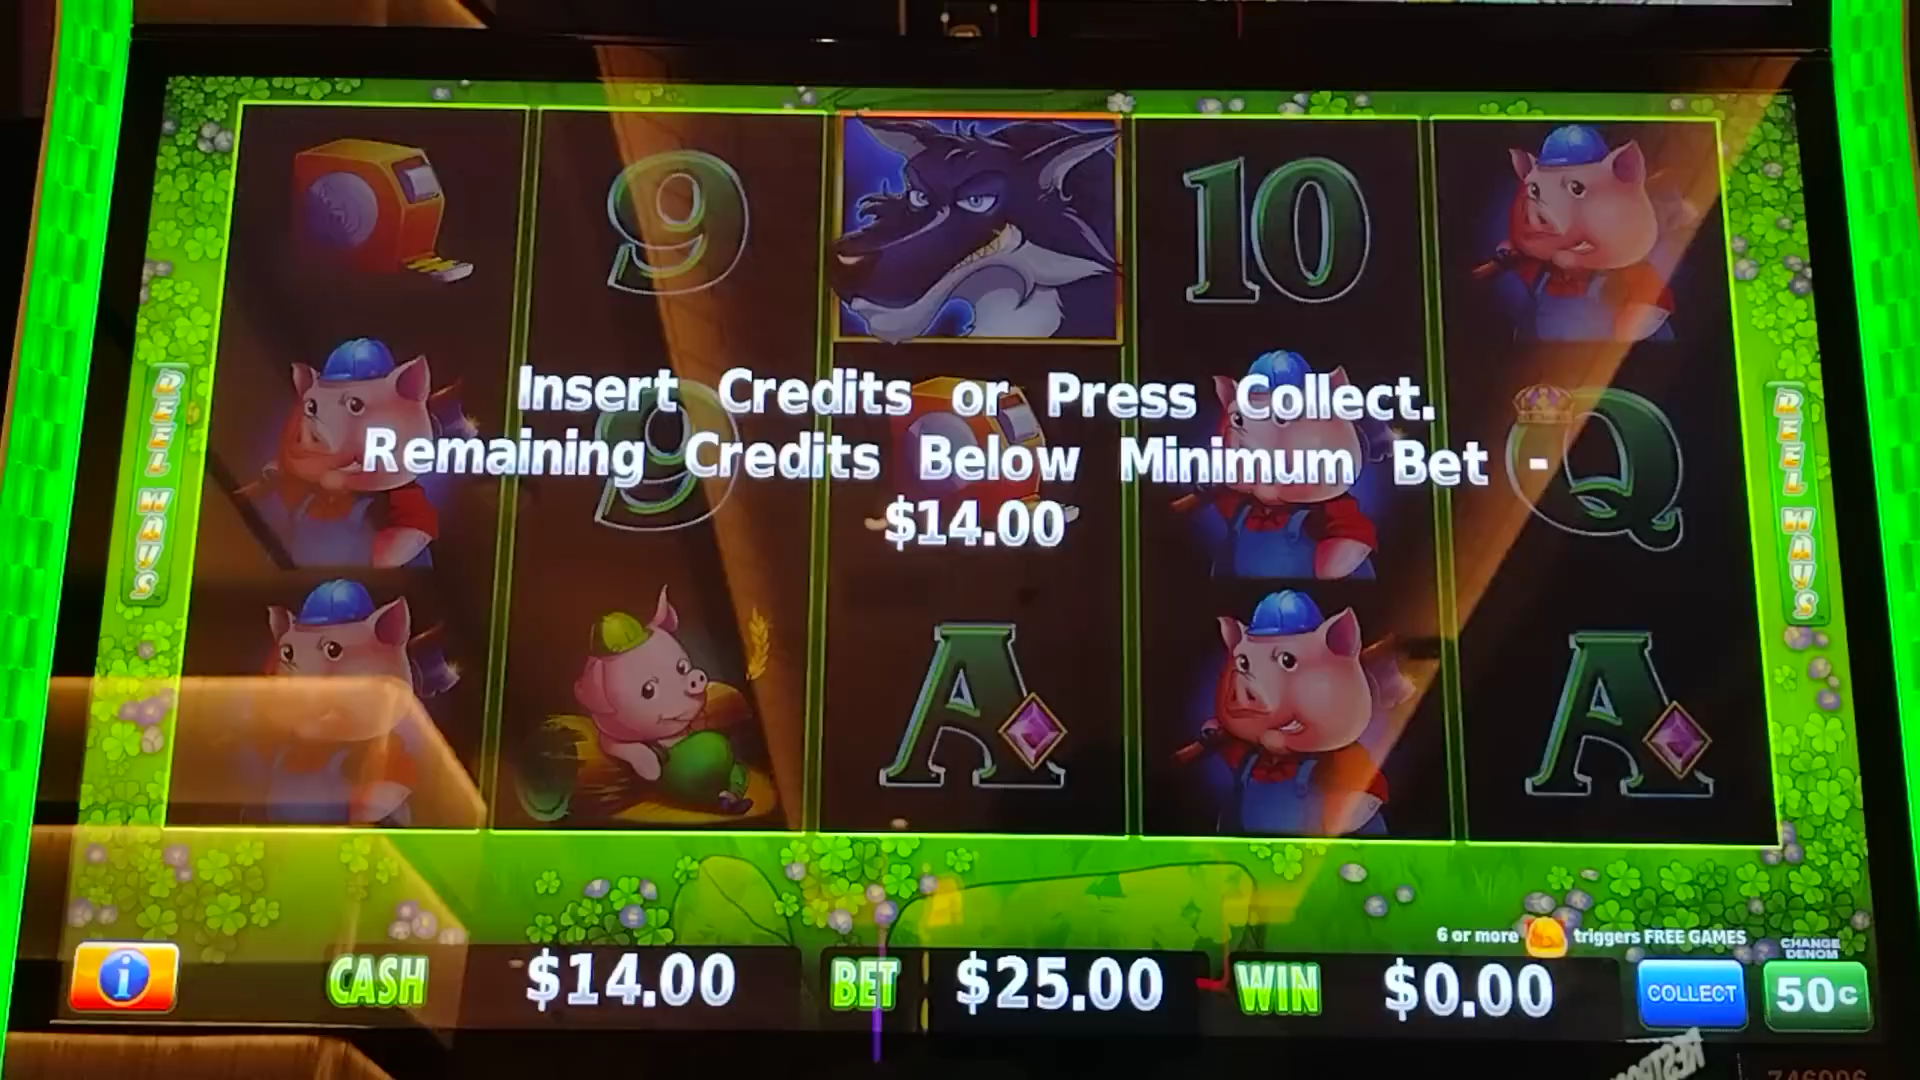 9
10
Insert Credits or Press Collect.
Remaining Credits Below Minimum Bet -
$14.00
9
Q
REEL WAYS
REEL WAYS
A
A
6 or more triggers FREE GAMES
CHANGE
DENOM
CASH $14.00 BET $25.00 WIN $0.00 COLLECT 50¢